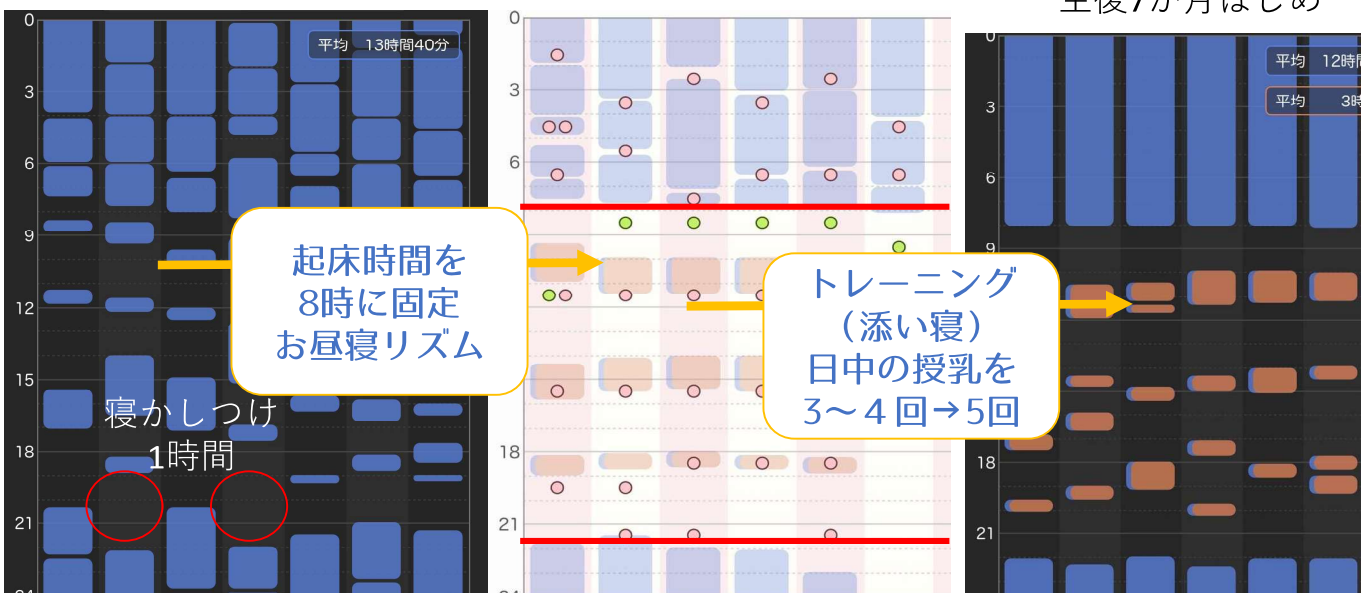 生後7か月はじめ
0
平均 13時間40分
3
6
9
12
15
18
21
寝かしつけ
1時間
起床時間を
8時に固定
お昼寝リズム
0
3
6
15
18
21
トレーニング
(添い寝)
日中の授乳を
3~4回→5回
0
平均 12時間
平均 3時
3
6
9
18
21